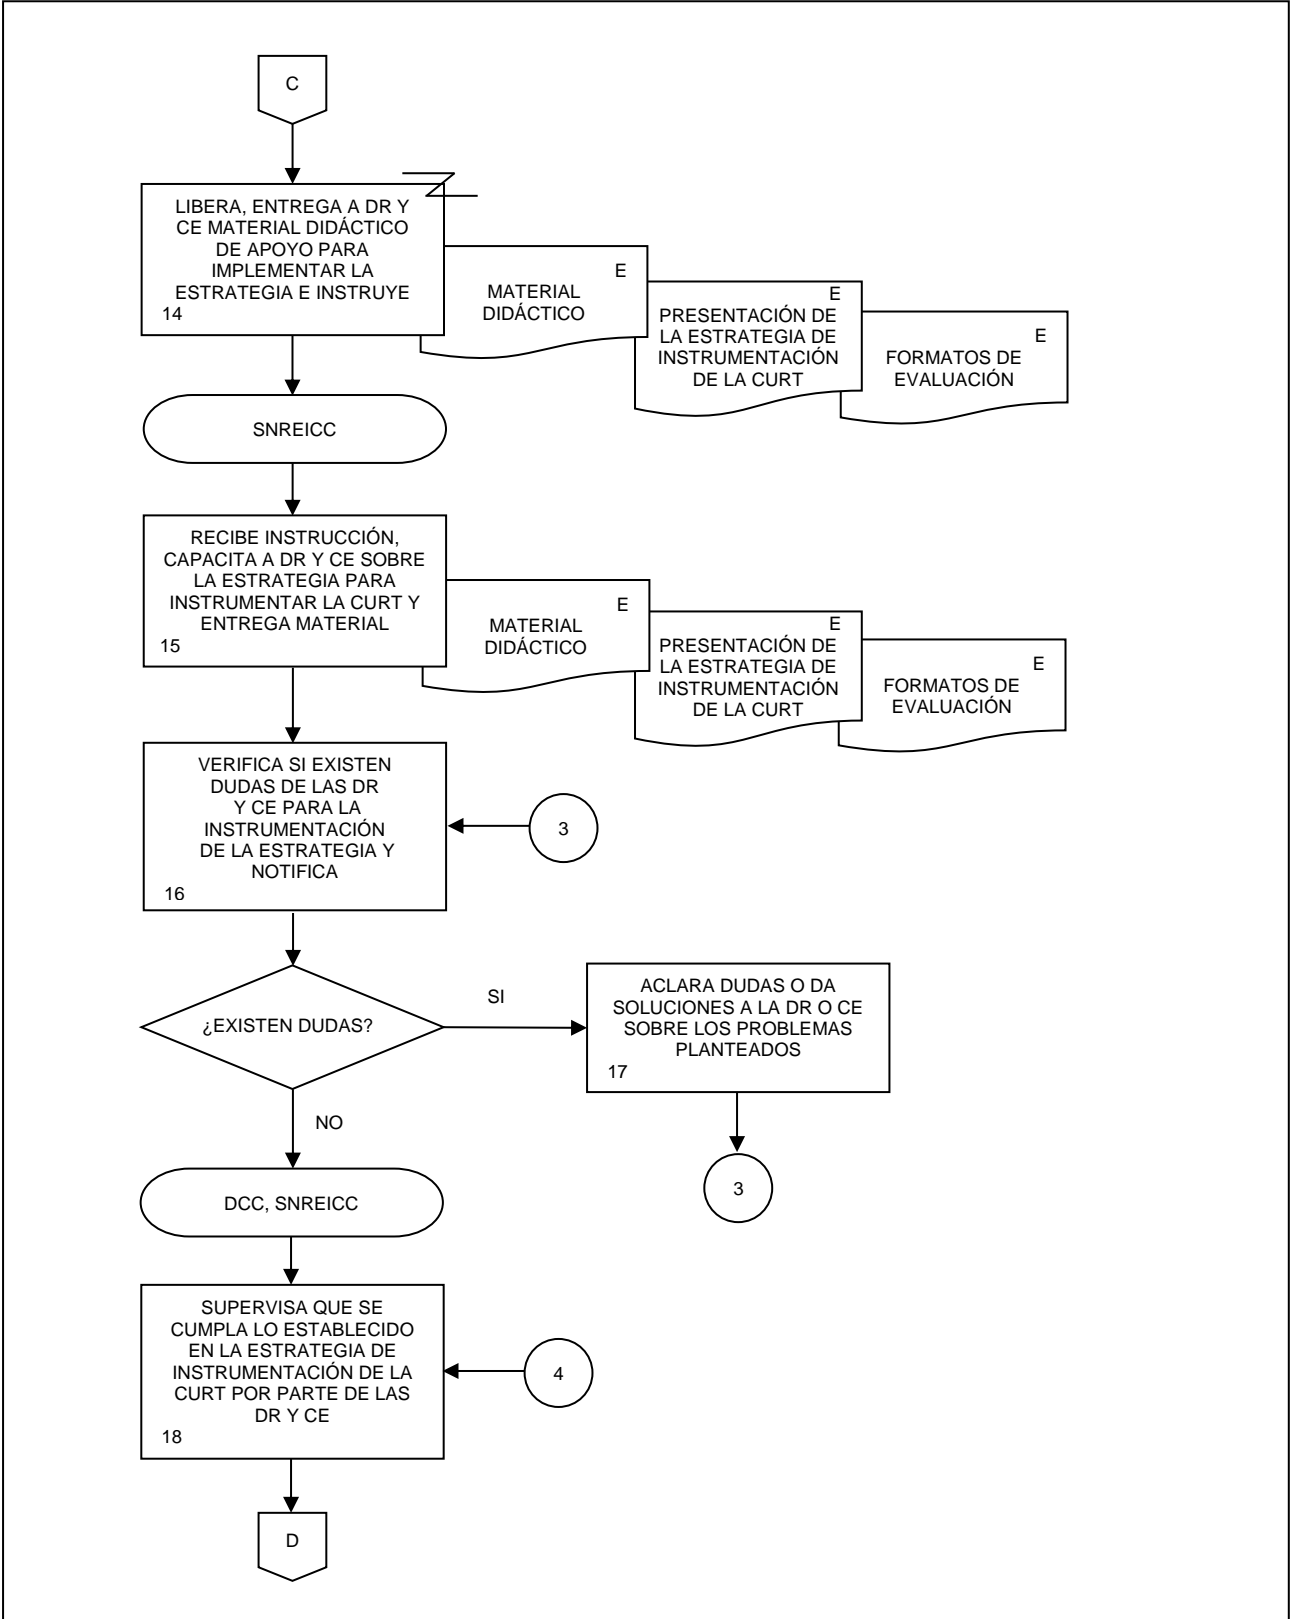 C
LIBERA, ENTREGA A DR Y
CE MATERIAL DIDÁCTICO
DE APOYO PARA
IMPLEMENTAR LA
ESTRATEGIA E INSTRUYE
14
E
MATERIAL
DIDÁCTICO
E
PRESENTACIÓN DE
LA ESTRATEGIA DE
INSTRUMENTACIÓN
DE LA CURT
E
FORMATOS DE
EVALUACIÓN
SNREICC
RECIBE INSTRUCCIÓN,
CAPACITA A DR Y CE SOBRE
LA ESTRATEGIA PARA
INSTRUMENTAR LA CURT Y
ENTREGA MATERIAL
15
E
MATERIAL
DIDÁCTICO
E
PRESENTACIÓN DE
LA ESTRATEGIA DE
INSTRUMENTACIÓN
DE LA CURT
E
FORMATOS DE
EVALUACIÓN
VERIFICA SI EXISTEN
DUDAS DE LAS DR
Y CE PARA LA
INSTRUMENTACIÓN
DE LA ESTRATEGIA Y
NOTIFICA
16
3
¿EXISTEN DUDAS?
SI
ACLARA DUDAS O DA
SOLUCIONES A LA DR O CE
SOBRE LOS PROBLEMAS
PLANTEADOS
17
3
NO
DCC, SNREICC
SUPERVISA QUE SE
CUMPLA LO ESTABLECIDO
EN LA ESTRATEGIA DE
INSTRUMENTACIÓN DE LA
CURT POR PARTE DE LAS
DR Y CE
18
4
D